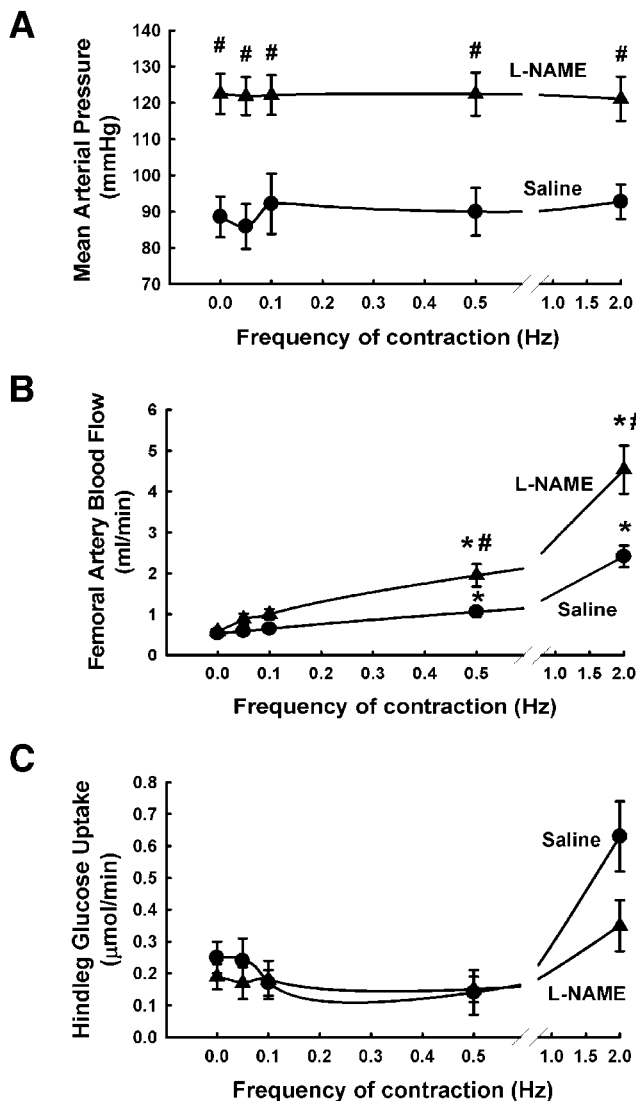 A
# # # # #
140
130
120
110
100
90
80
70
Mean Arterial Pressure
(mmHg)
L-NAME
Saline
0.0 0.1 0.2 0.3 0.4 0.5 1.0 1.5 2.0
Frequency of contraction (Hz)
B
6
5
4
3
2
1
0
Femoral Artery Blood Flow
(ml/min)
*#
L-NAME
*
*#
*
Saline
0.0 0.1 0.2 0.3 0.4 0.5 1.0 1.5 2.0
Frequency of contraction (Hz)
C
0.8
0.7
0.6
0.5
0.4
0.3
0.2
0.1
0.0
Hindleg Glucose Uptake
(μmol/min)
Saline
L-NAME
0.0 0.1 0.2 0.3 0.4 0.5 1.0 1.5 2.0
Frequency of contraction (Hz)